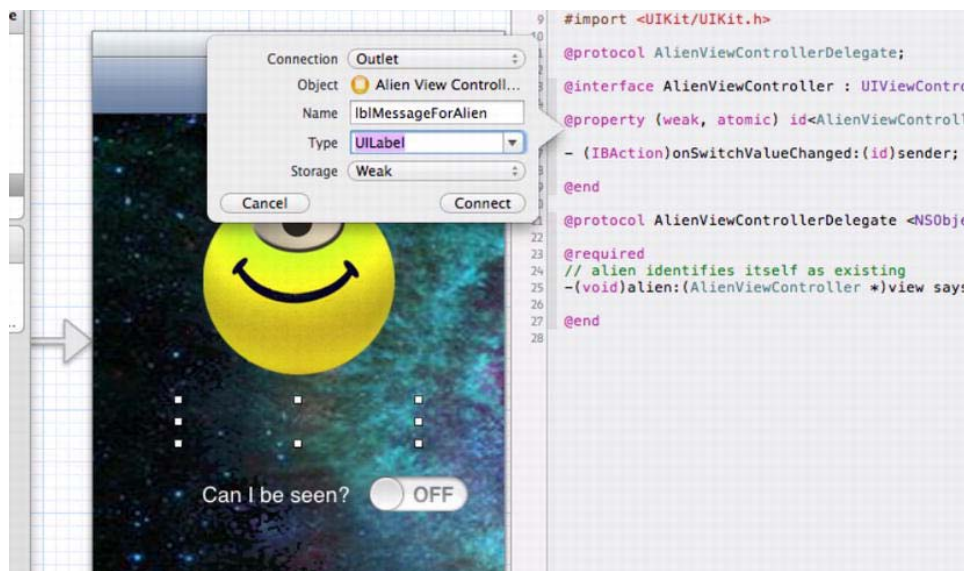 Connection Outlet
Object Alien View Controll...
Name lblMessageForAlien
Type UILabel
Storage Weak
Cancel Connect
Can I be seen? OFF
9 #import <UIKit/UIKit.h>
10
@protocol AlienViewControllerDelegate;
@interface AlienViewController : UIViewContro
@property (weak, atomic) id<AlienViewControll
- (IBAction)onSwitchValueChanged:(id)sender;
@end
21 @protocol AlienViewControllerDelegate <NSObje
22
23 @required
24 // alien identifies itself as existing
25 -(void)alien:(AlienViewController *)view says
26
27 @end
28